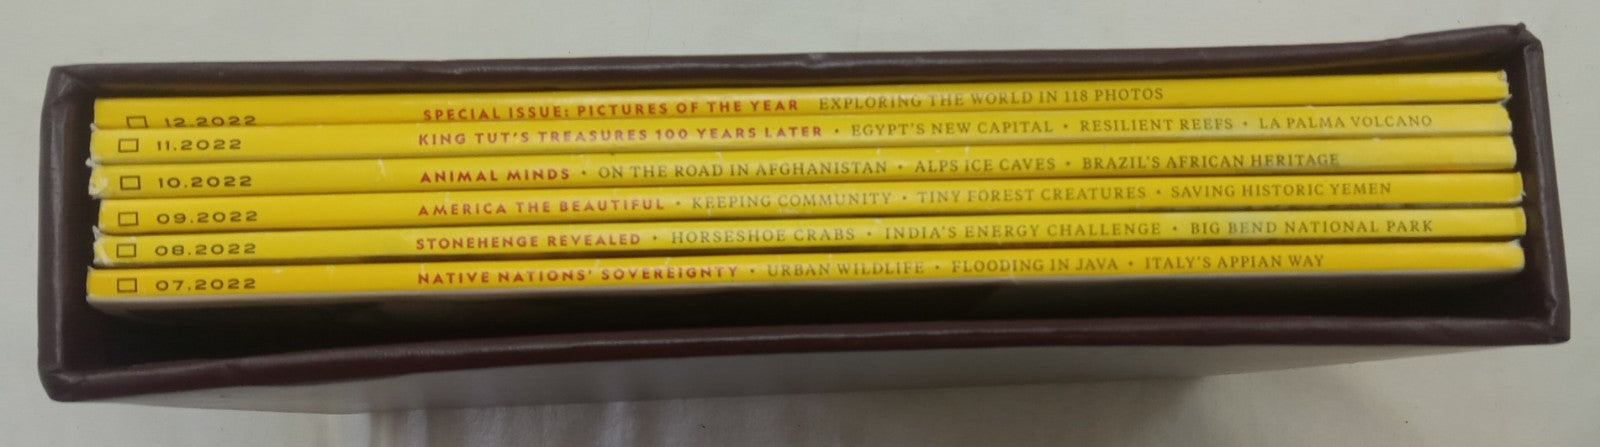 12.2022 SPECIAL ISSUE: PICTURES OF THE YEAR EXPLORING THE WORLD IN 118 PHOTOS
11.2022 KING TUT'S TREASURES 100 YEARS LATER • EGYPT'S NEW CAPITAL • RESILIENT REEFS • LA PALMA VOLCANO
10.2022 ANIMAL MINDS • ON THE ROAD IN AFGHANISTAN • ALPS ICE CAVES • BRAZIL'S AFRICAN HERITAGE
09.2022 AMERICA THE BEAUTIFUL • KEEPING COMMUNITY • TINY FOREST CREATURES • SAVING HISTORIC YEMEN
08.2022 STONEHENGE REVEALED • HORSESHOE CRABS • INDIA'S ENERGY CHALLENGE • BIG BEND NATIONAL PARK
07.2022 NATIVE NATIONS' SOVEREIGNTY • URBAN WILDLIFE • FLOODING IN JAVA • ITALY'S APPIAN WAY